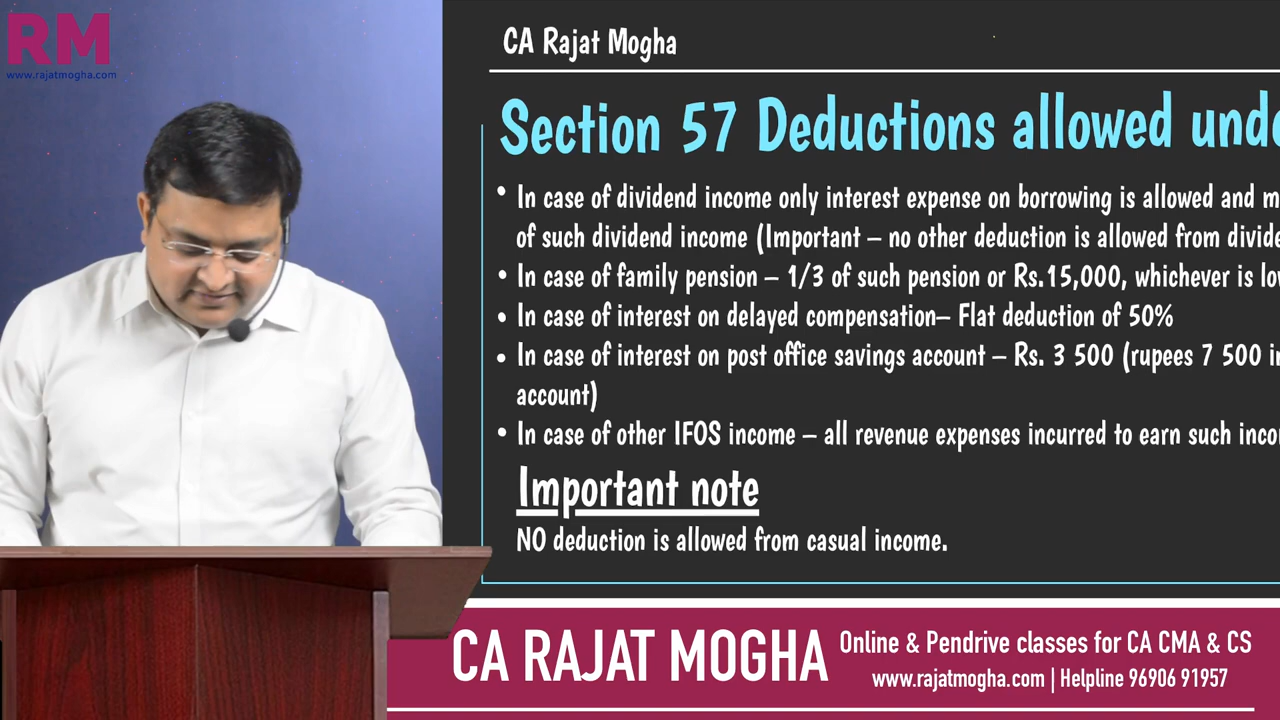 RM
www.rajatmogha.com
CA Rajat Mogha
Section 57 Deductions allowed
• In case of dividend income only interest expense on borrowing is allowed and
of such dividend income (Important – no other deduction is allowed from
• In case of family pension – 1/3 of such pension or Rs.15,000, whichever is
• In case of interest on delayed compensation– Flat deduction of 50%
• In case of interest on post office savings account – Rs. 3 500 (rupees 7 500
account)
• In case of other IFOS income – all revenue expenses incurred to earn such
Important note
NO deduction is allowed from casual income.
CA RAJAT MOGHA
Online & Pendrive classes for CA CMA & CS
www.rajatmogha.com | Helpline 96906 91957